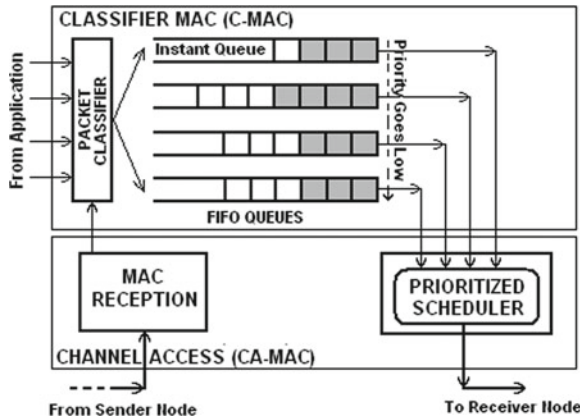 CLASSIFIER MAC (C-MAC)
From Application
PACKET
CLASSIFIER
Instant Queue
Priority Goes Low
FIFO QUEUES
MAC
RECEPTION
PRIORITIZED
SCHEDULER
CHANNEL ACCESS (CA-MAC)
From Sender Node
To Receiver Node